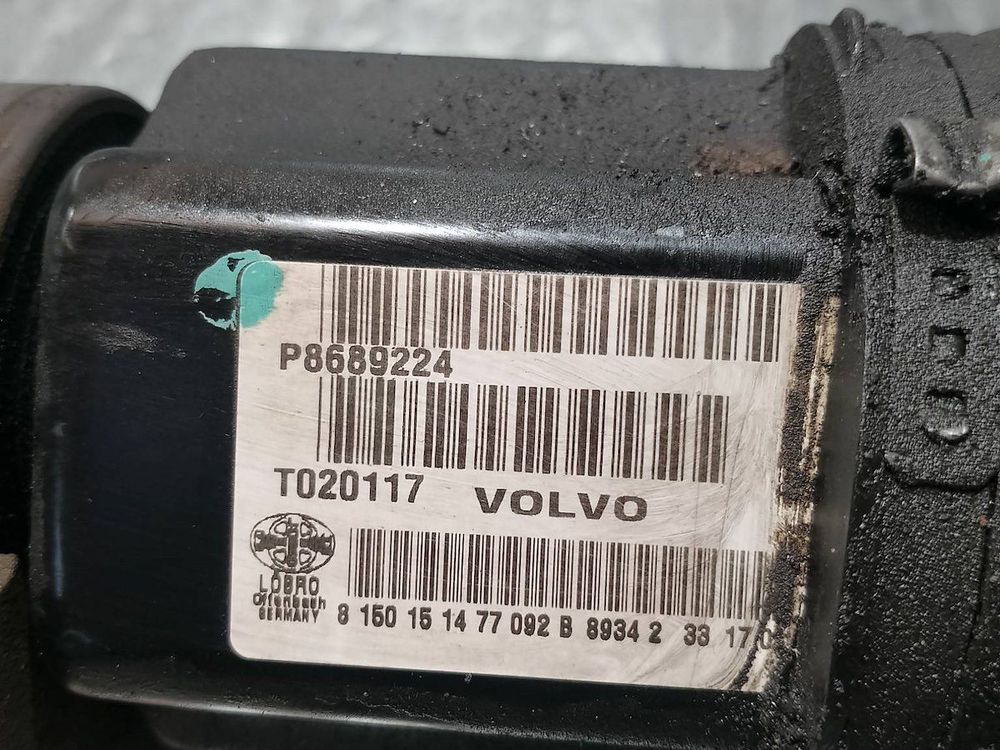 P8689224
T020117 VOLVO
LÖBRO
Offenbach
GERMANY
8 150 15 14 77 092 B 8934 2 33 17